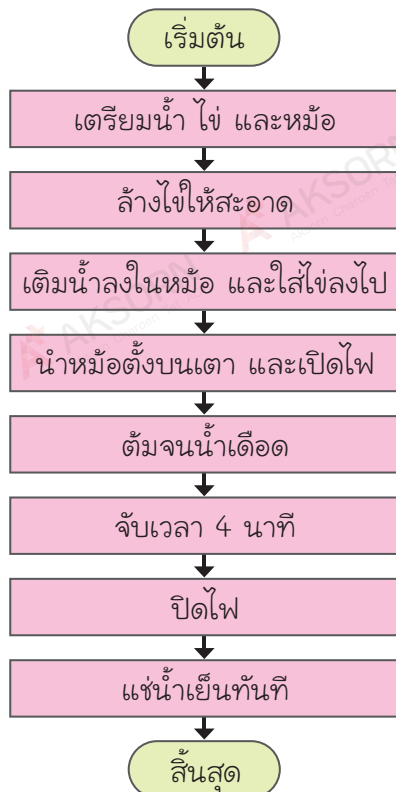 เริ่มต้น
เตรียมน้ำ ไข่ และหม้อ
ล้างไข่ให้สะอาด
เติมน้ำลงในหม้อ และใส่ไข่ลงไป
นำหม้อตั้งบนเตา และเปิดไฟ
ต้มจนน้ำเดือด
จับเวลา 4 นาที
ปิดไฟ
แช่น้ำเย็นทันที
สิ้นสุด
AKSORN
AKSORN